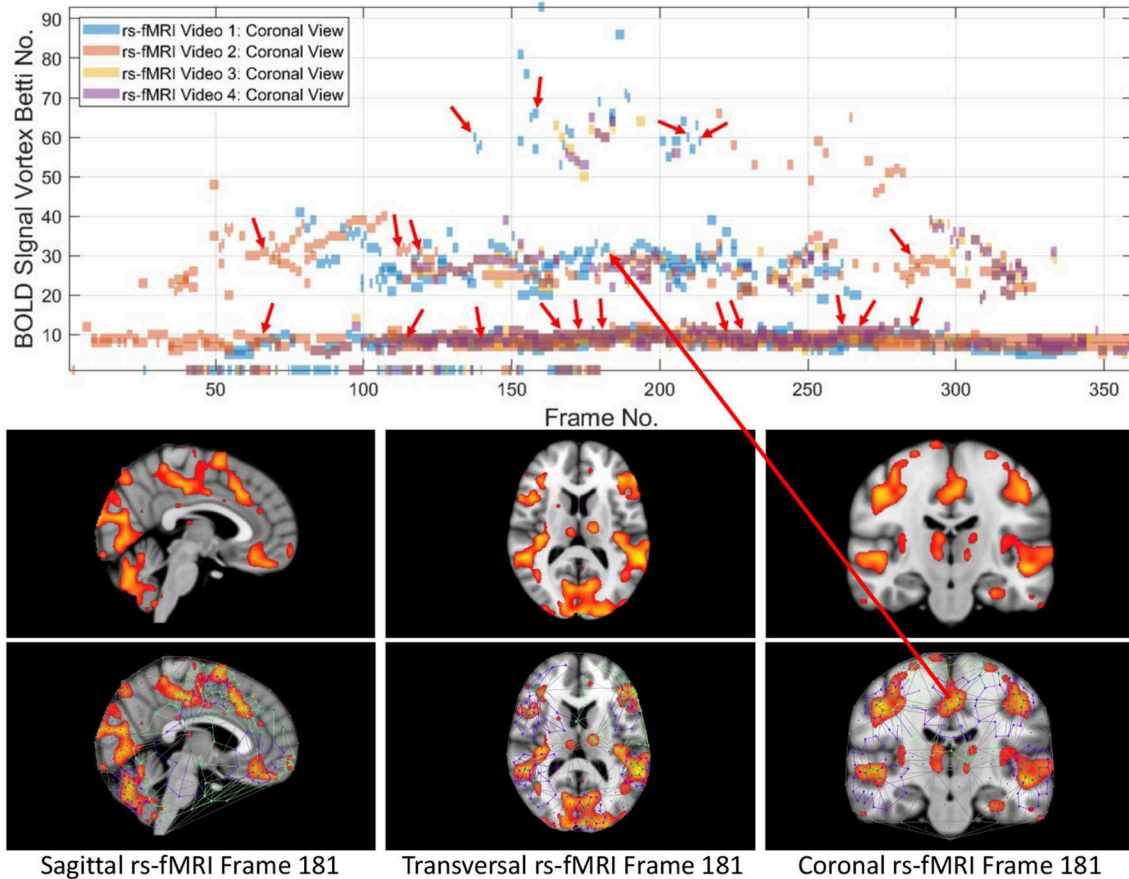 90
80
70
60
50
40
30
20
10
BOLD SIgnal Vortex Betti No.
rs-fMRI Video 1: Coronal View
rs-fMRI Video 2: Coronal View
rs-fMRI Video 3: Coronal View
rs-fMRI Video 4: Coronal View
50 100 150 200 250 300 350
Frame No.
Sagittal rs-fMRI Frame 181
Transversal rs-fMRI Frame 181
Coronal rs-fMRI Frame 181